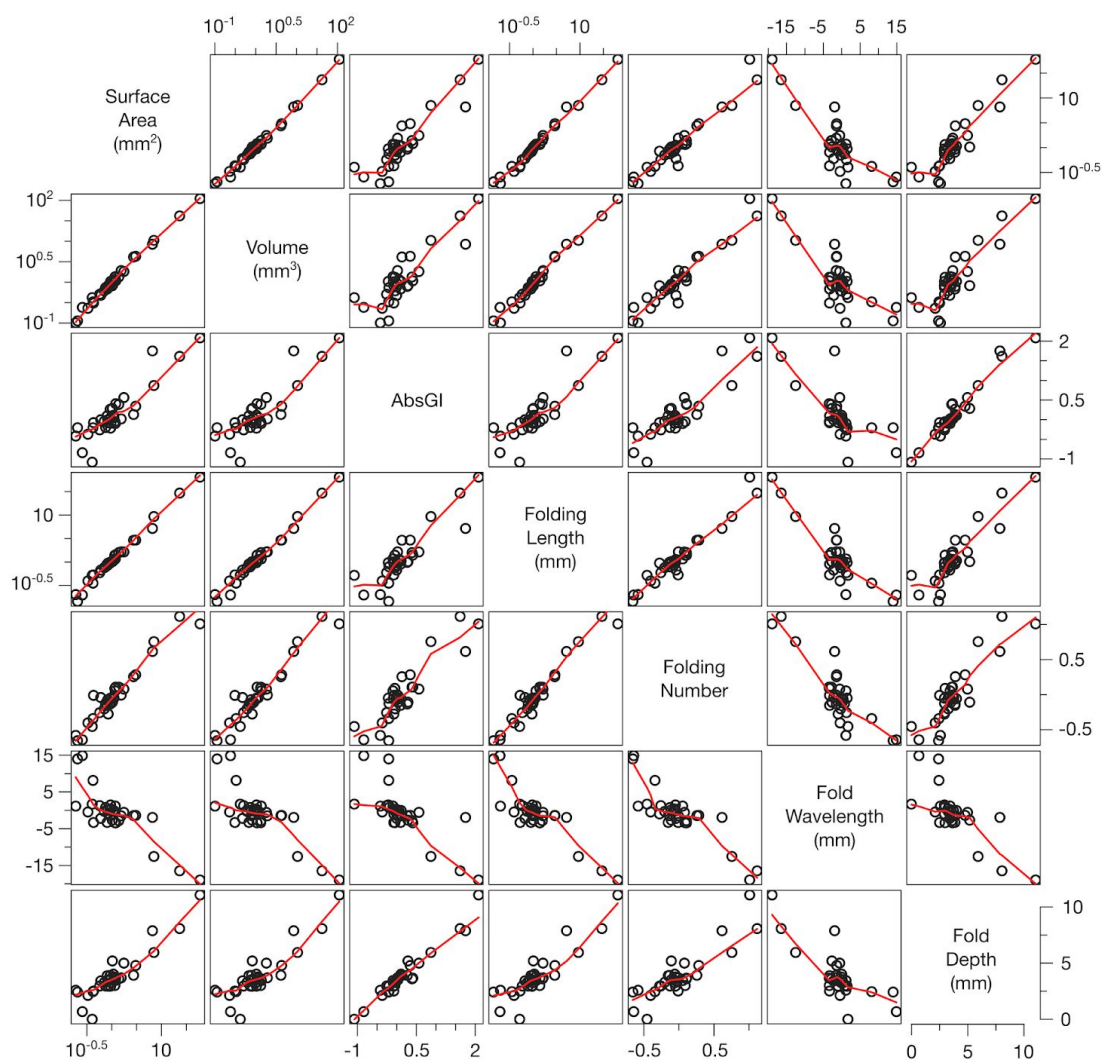 10^-1 10^0.5 10^2 10^-0.5 10 -15 -5 5 15
Surface
Area
(mm²)
10
10^-0.5
10^2
10^0.5
10^-1
Volume
(mm³)
AbsGI
2
0.5
-1
10
10^-0.5
Folding
Length
(mm)
Folding
Number
0.5
-0.5
15
5
-5
-15
Fold
Wavelength
(mm)
Fold
Depth
(mm)
10
5
0
10^-0.5 10 -1 0.5 2 -0.5 0.5 0 5 10